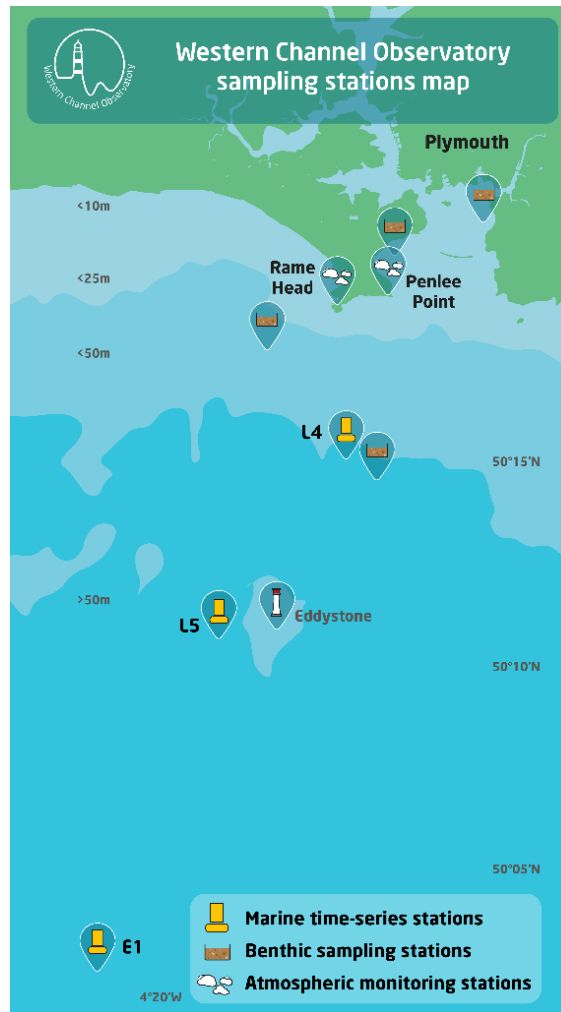 Western Channel Observatory
sampling stations map
Western Channel Observatory
Plymouth
<10m
Rame
Head
Penlee
Point
<25m
<50m
L4
50°15'N
>50m
L5
Eddystone
50°10'N
50°05'N
E1
4°20'W
Marine time-series stations
Benthic sampling stations
Atmospheric monitoring stations